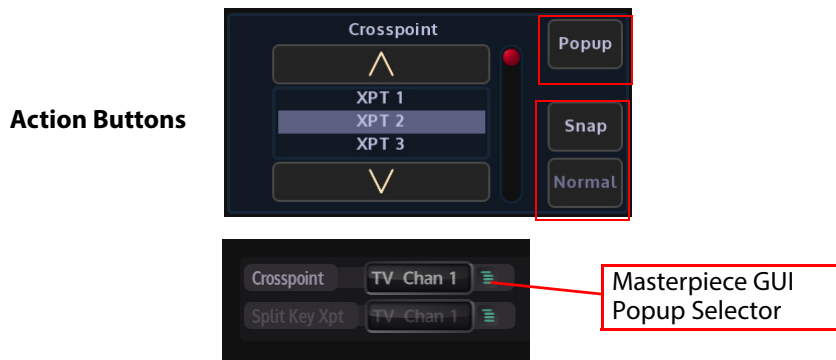 Crosspoint
Popup
XPT 1
Action Buttons
XPT 2
Snap
XPT 3
Normal
Crosspoint TV Chan 1
Split Key Xpt TV Chan 1
Masterpiece GUI
Popup Selector